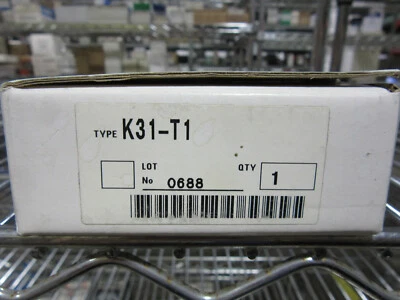 TYPE K31-T1
LOT No 0688 QTY 1